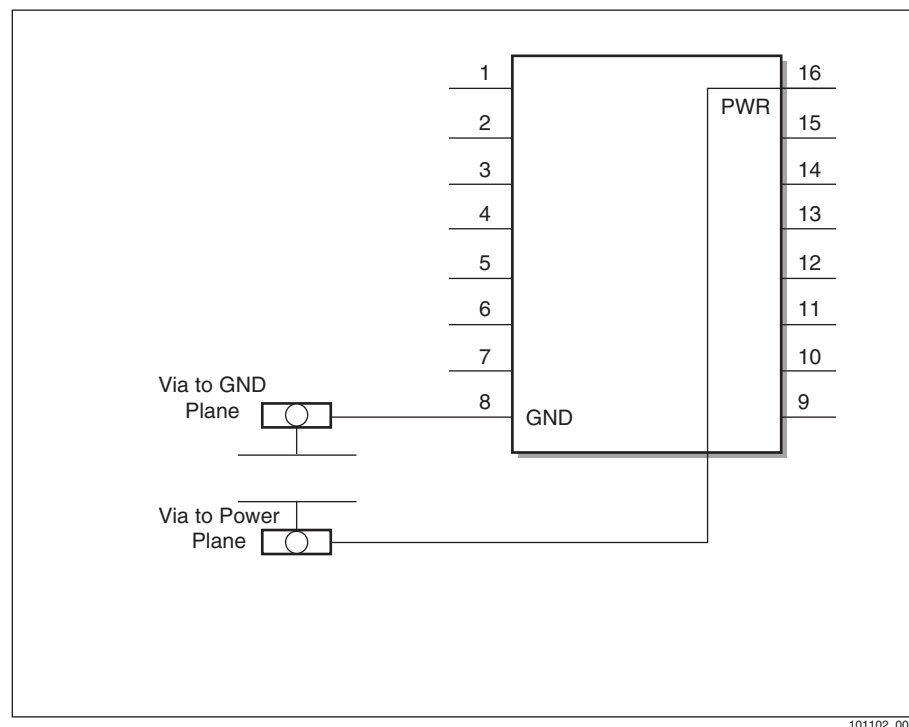 1 16
PWR
2 15
3 14
4 13
5 12
6 11
7 10
Via to GND
Plane
8 9
GND
Via to Power
Plane
101102_00